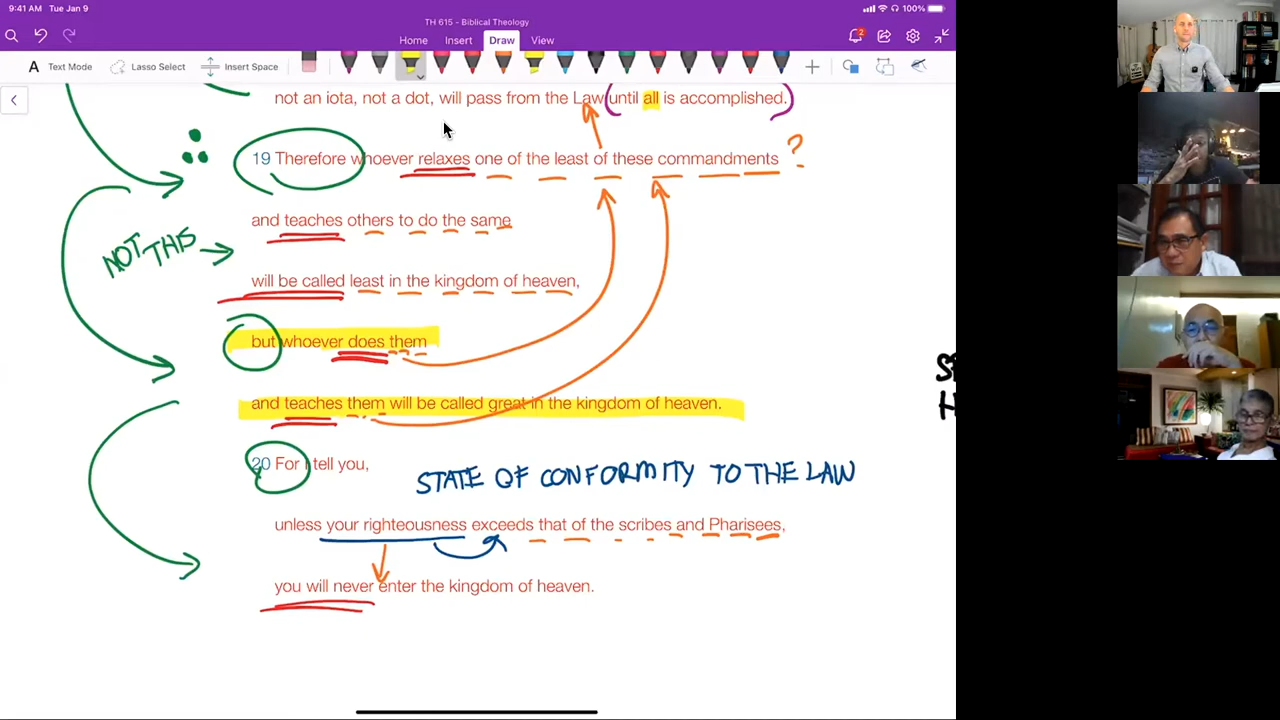 9:41 AM Tue Jan 9
100%
TH 615 - Biblical Theology
Home Insert Draw View
2
A Text Mode Lasso Select Insert Space
not an iota, not a dot, will pass from the Law (until all is accomplished.)
19 Therefore whoever relaxes one of the least of these commandments ?
and teaches others to do the same
NOT THIS
will be called least in the kingdom of heaven,
but whoever does them
and teaches them will be called great in the kingdom of heaven.
20 For I tell you,
STATE OF CONFORMITY TO THE LAW
unless your righteousness exceeds that of the scribes and Pharisees,
you will never enter the kingdom of heaven.